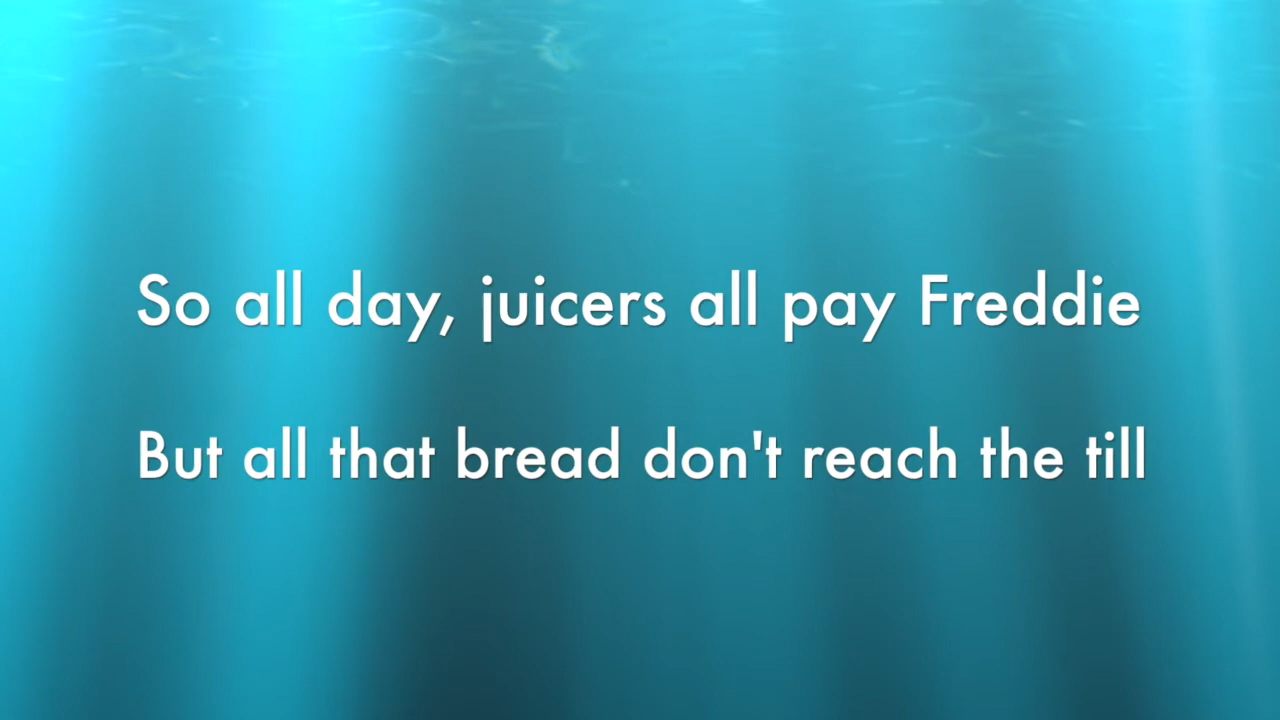 So all day, juicers all pay Freddie
But all that bread don't reach the till